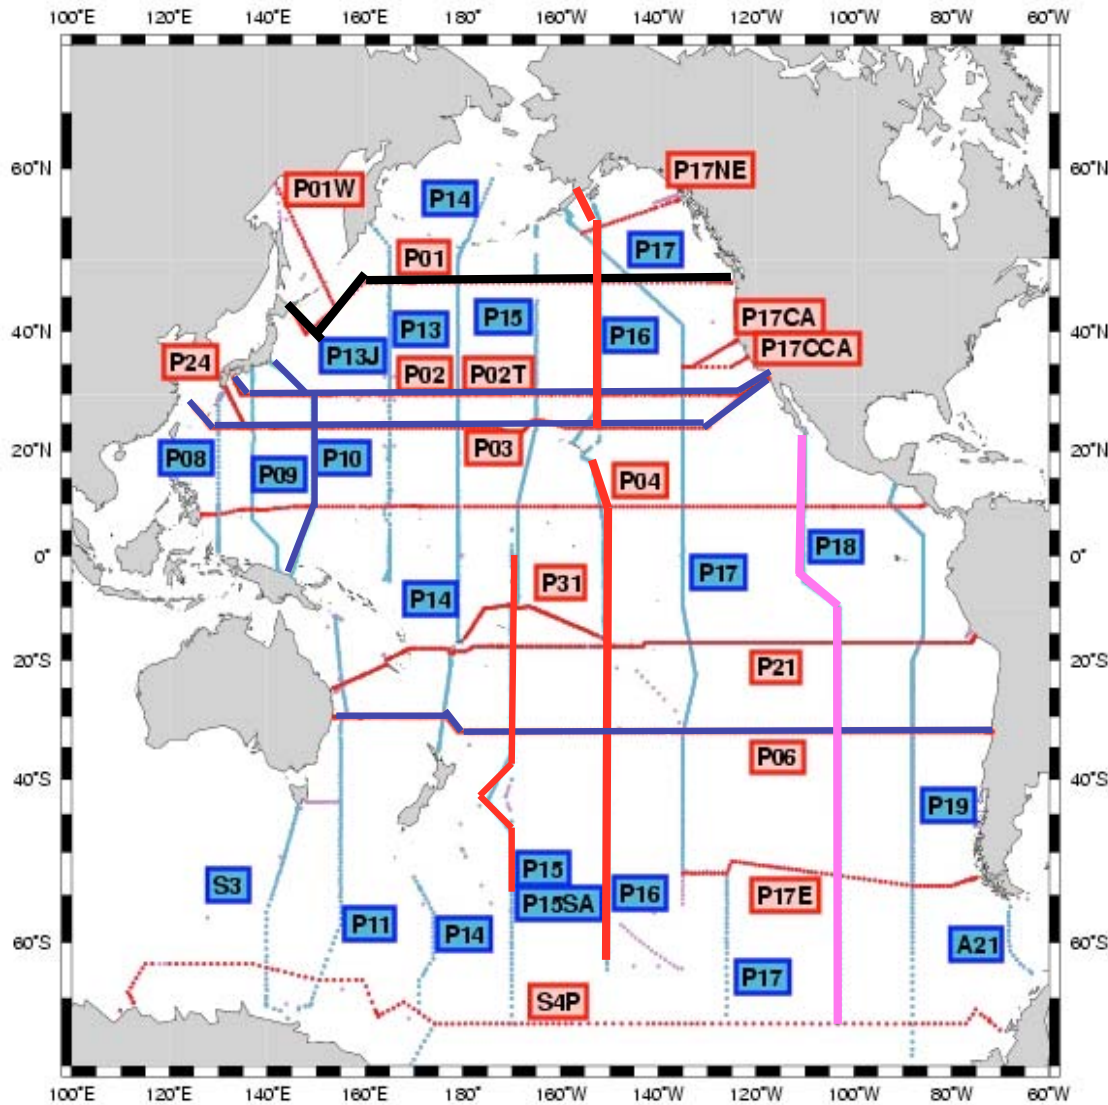 100°E 120°E 140°E 160°E 180° 160°W 140°W 120°W 100°W 80°W 60°W
60°N P01W P14 P17NE 60°N
P01 P17
40°N P13 P15 P16 P17CA 40°N
P24 P13J P02 P02T P17CCA
20°N P08 P09 P10 P03 P04 20°N
0° P14 P31 P17 P18 0°
20°S P21 20°S
40°S P06 P19 40°S
S3 P15 P16 P17E
P15SA
60°S P11 P14 P17 A21 60°S
S4P
100°E 120°E 140°E 160°E 180° 160°W 140°W 120°W 100°W 80°W 60°W